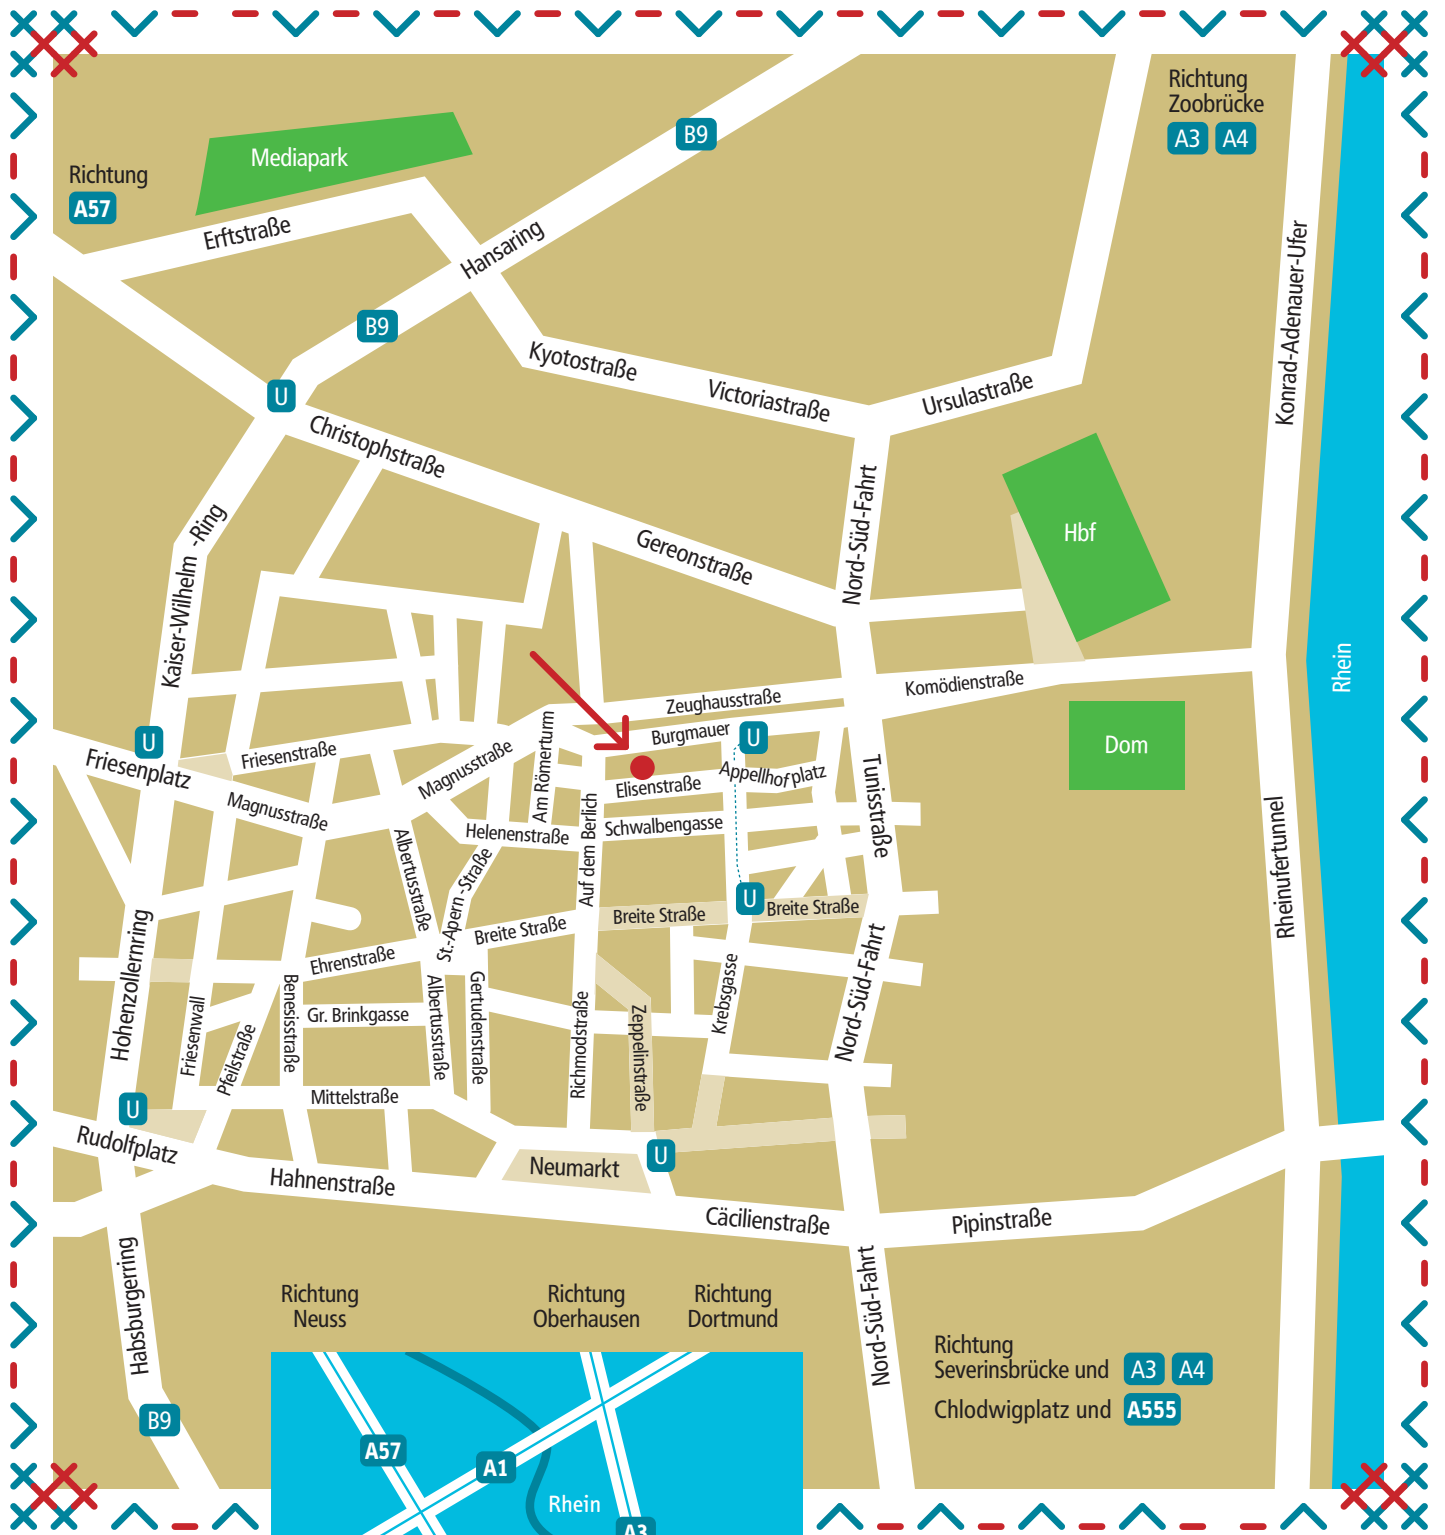 Richtung
Zoobrücke
A3 A4
B9
Mediapark
Richtung
A57
Erftstraße
Hansaring
B9
Konrad-Adenauer-Ufer
Kyotostraße
Victoriastraße
Ursulastraße
U
Christophstraße
Kaiser-Wilhelm -Ring
Gereonstraße
Nord-Süd-Fahrt
Hbf
Rhein
Komödienstraße
Zeughausstraße
Burgmauer
U
U
Friesenplatz
Friesenstraße
Magnusstraße
Magnusstraße
Am Römerturm
Elisenstraße
Appellhofplatz
Tunisstraße
Dom
Helenenstraße
Auf dem Berlich
Schwalbengasse
Albertusstraße
St.-Apern -Straße
Rheinufertunnel
U
Breite Straße
Breite Straße
Breite Straße
Hohenzollernring
Ehrenstraße
Nord-Süd-Fahrt
Krebsgasse
Friesenwall
Pfeilstraße
Benesisstraße
Gr. Brinkgasse
Albertusstraße
Gertudenstraße
Richmodstraße
Zeppelinstraße
Mittelstraße
U
Rudolfplatz
U
Neumarkt
Hahnenstraße
Cäcilienstraße
Pipinstraße
Habsburgerring
Nord-Süd-Fahrt
Richtung
Neuss
Richtung
Oberhausen
Richtung
Dortmund
Richtung
Severinsbrücke und A3 A4
Chlodwigplatz und A555
B9
A57
A1
Rhein
A3